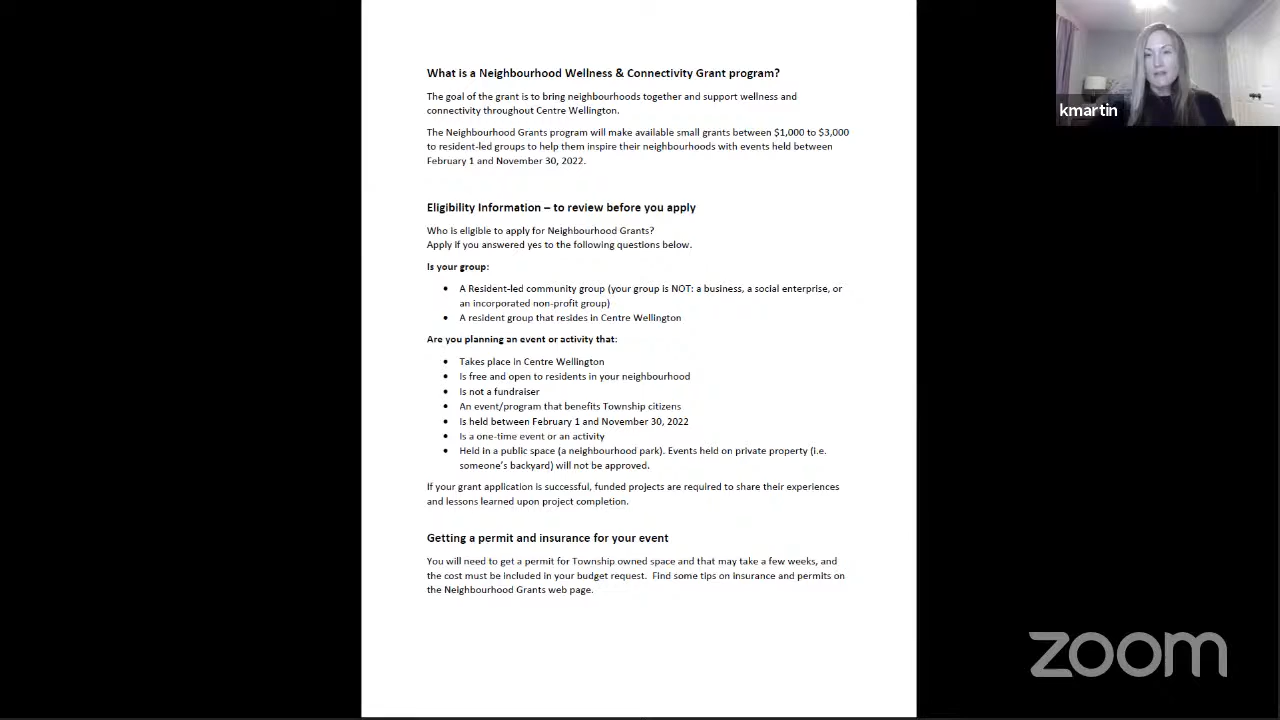 What is a Neighbourhood Wellness & Connectivity Grant program?
The goal of the grant is to bring neighbourhoods together and support wellness and
connectivity throughout Centre Wellington.
The Neighbourhood Grants program will make available small grants between $1,000 to $3,000
to resident-led groups to help them inspire their neighbourhoods with events held between
February 1 and November 30, 2022.
Eligibility Information – to review before you apply
Who is eligible to apply for Neighbourhood Grants?
Apply if you answered yes to the following questions below.
Is your group:
• A Resident-led community group (your group is NOT: a business, a social enterprise, or
an incorporated non-profit group)
• A resident group that resides in Centre Wellington
Are you planning an event or activity that:
• Takes place in Centre Wellington
• Is free and open to residents in your neighbourhood
• Is not a fundraiser
• An event/program that benefits Township citizens
• Is held between February 1 and November 30, 2022
• Is a one-time event or an activity
• Held in a public space (a neighbourhood park). Events held on private property (i.e.
someone's backyard) will not be approved.
If your grant application is successful, funded projects are required to share their experiences
and lessons learned upon project completion.
Getting a permit and insurance for your event
You will need to get a permit for Township owned space and that may take a few weeks, and
the cost must be included in your budget request.  Find some tips on insurance and permits on
the Neighbourhood Grants web page.
kmartin
zoom